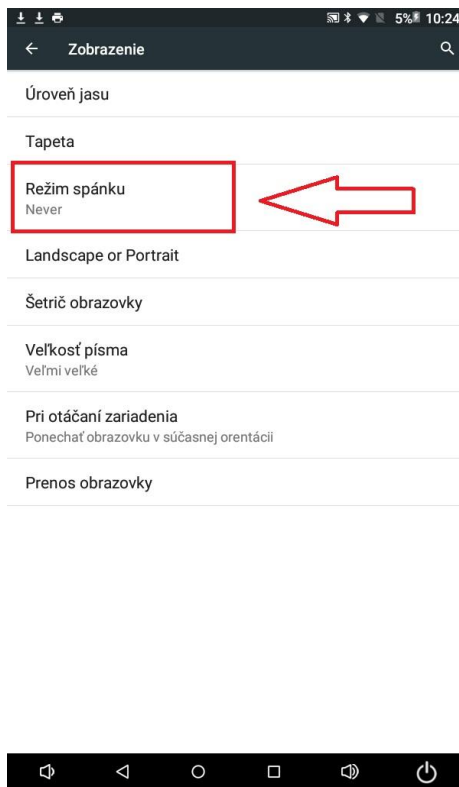 5% 10:24
Zobrazenie
Úroveň jasu
Tapeta
Režim spánku
Never
Landscape or Portrait
Šetrič obrazovky
Veľkosť písma
Veľmi veľké
Pri otáčaní zariadenia
Ponechať obrazovku v súčasnej orientácii
Prenos obrazovky